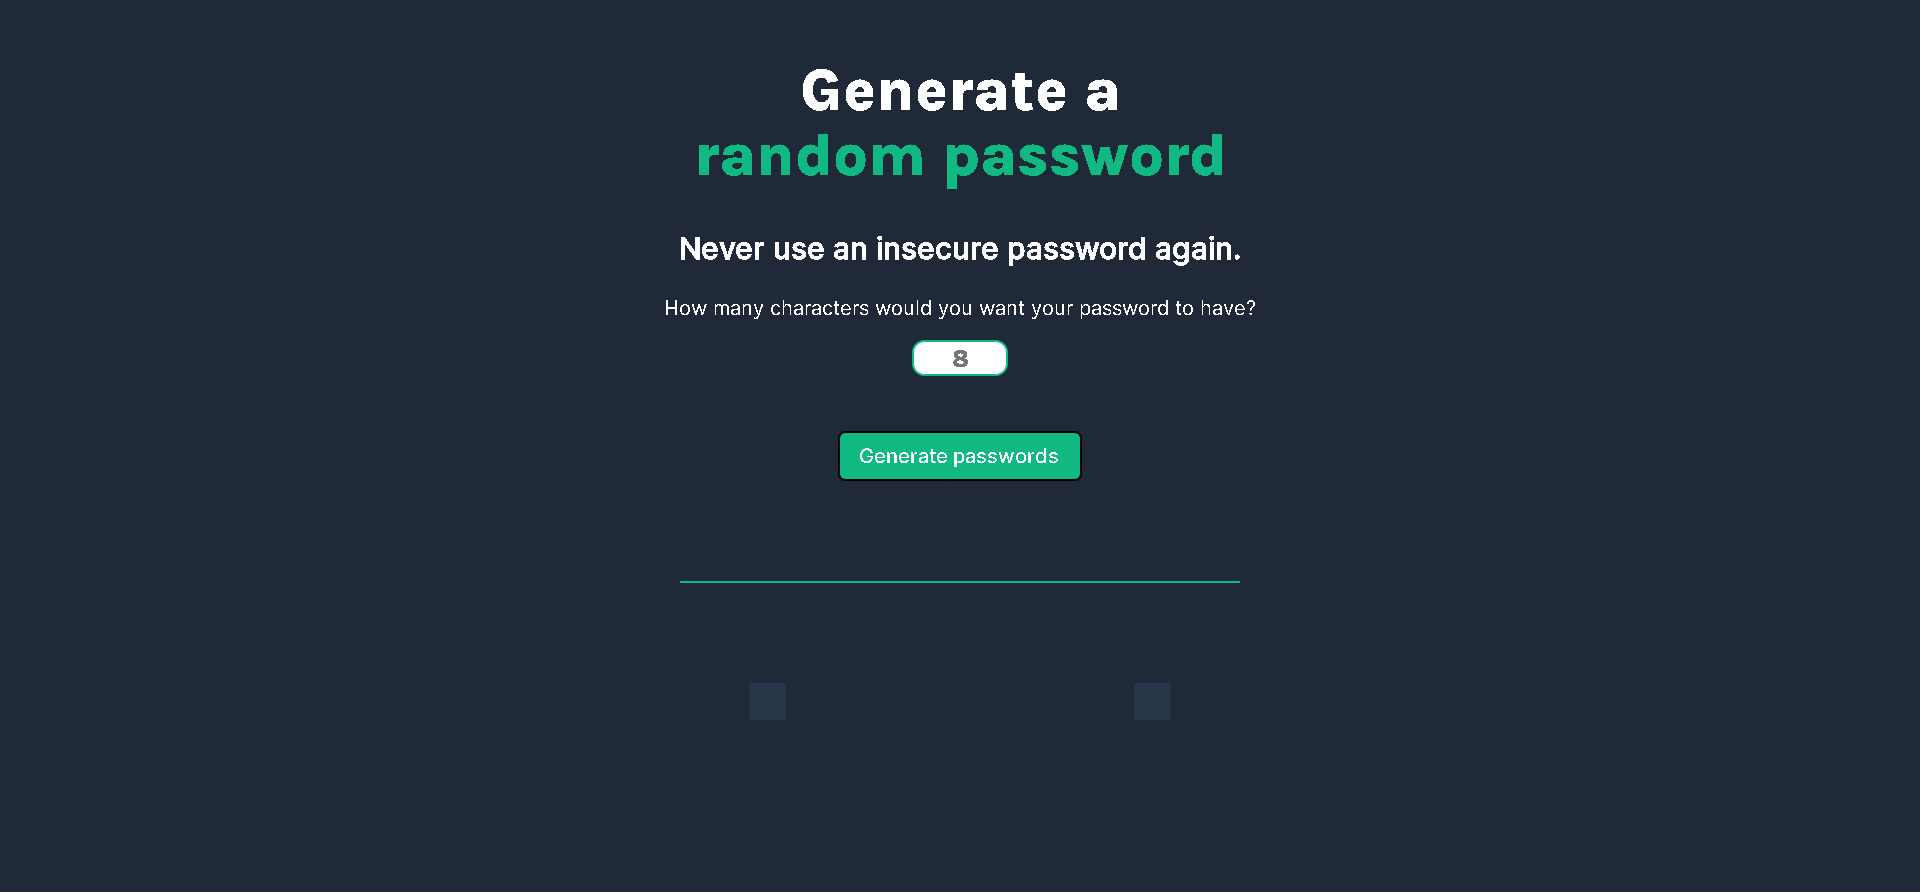 Generate a
random password
Never use an insecure password again.
How many characters would you want your password to have?
8
Generate passwords